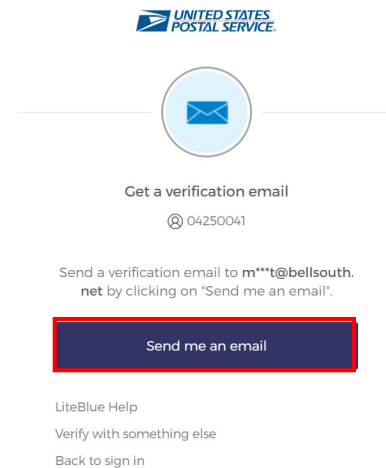 UNITED STATES
POSTAL SERVICE®
Get a verification email
04250041
Send a verification email to m***t@bellsouth.
net by clicking on "Send me an email".
Send me an email
LiteBlue Help
Verify with something else
Back to sign in